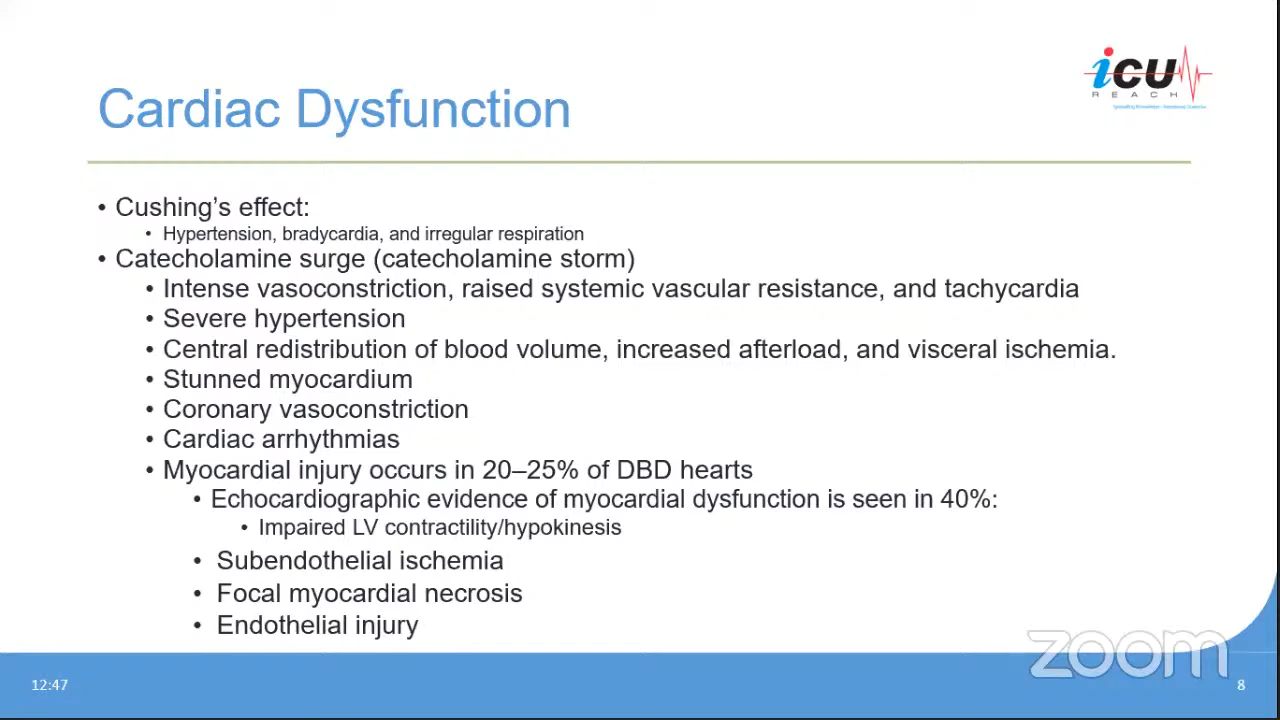 iCU
REACH
Cardiac Dysfunction
• Cushing's effect:
• Hypertension, bradycardia, and irregular respiration
• Catecholamine surge (catecholamine storm)
• Intense vasoconstriction, raised systemic vascular resistance, and tachycardia
• Severe hypertension
• Central redistribution of blood volume, increased afterload, and visceral ischemia.
• Stunned myocardium
• Coronary vasoconstriction
• Cardiac arrhythmias
• Myocardial injury occurs in 20–25% of DBD hearts
• Echocardiographic evidence of myocardial dysfunction is seen in 40%:
• Impaired LV contractility/hypokinesis
• Subendothelial ischemia
• Focal myocardial necrosis
• Endothelial injury
zoom
12:47
8